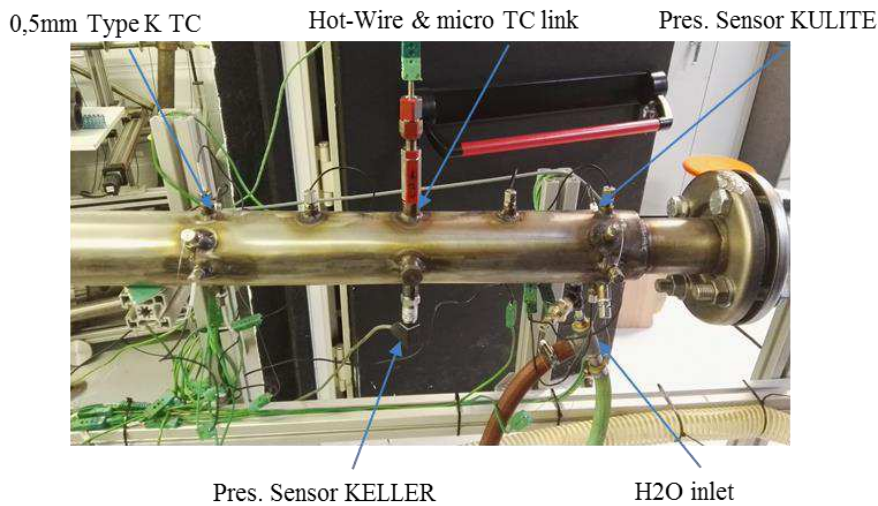 0,5mm Type K TC
Hot-Wire & micro TC link
Pres. Sensor KULITE
Pres. Sensor KELLER
H2O inlet